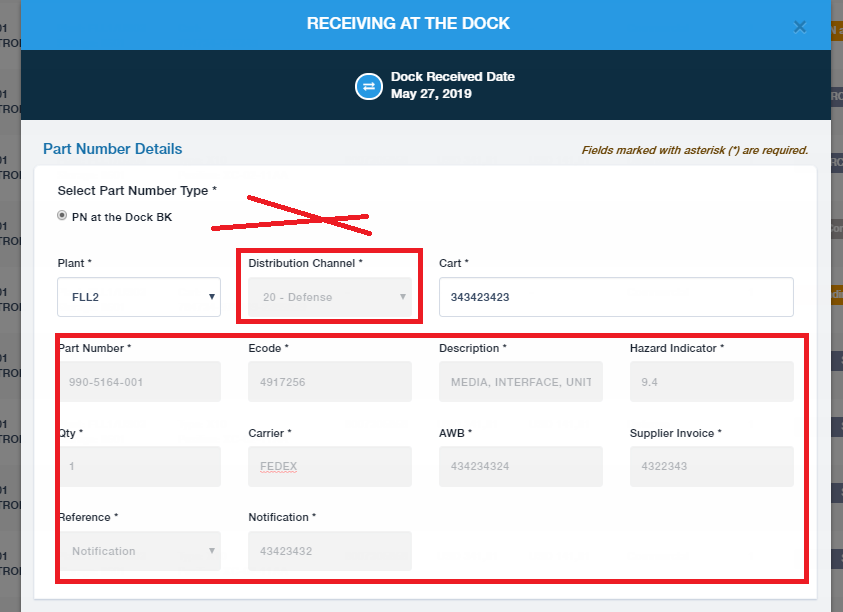 RECEIVING AT THE DOCK
Dock Received Date
May 27, 2019
Part Number Details
Fields marked with asterisk (*) are required.
Select Part Number Type *
PN at the Dock BK
Plant * Distribution Channel * Cart *
FLL2 20 - Defense 343423423
Part Number * Ecode * Description * Hazard Indicator *
990-5164-001 4917256 MEDIA, INTERFACE, UNIT 9.4
Qty * Carrier * AWB * Supplier Invoice *
1 FEDEX 434234324 4322343
Reference * Notification *
Notification 43423432